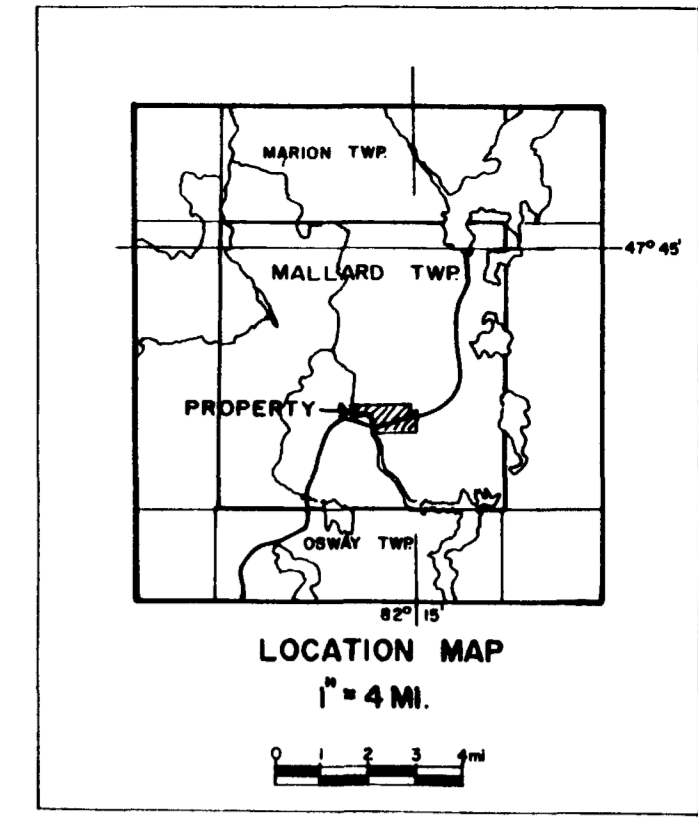 MARION TWP.
47° 45'
MALLARD TWP.
PROPERTY
OSWAY TWP.
82° 15'
LOCATION MAP
1" = 4 MI.
0 1 2 3 4mi